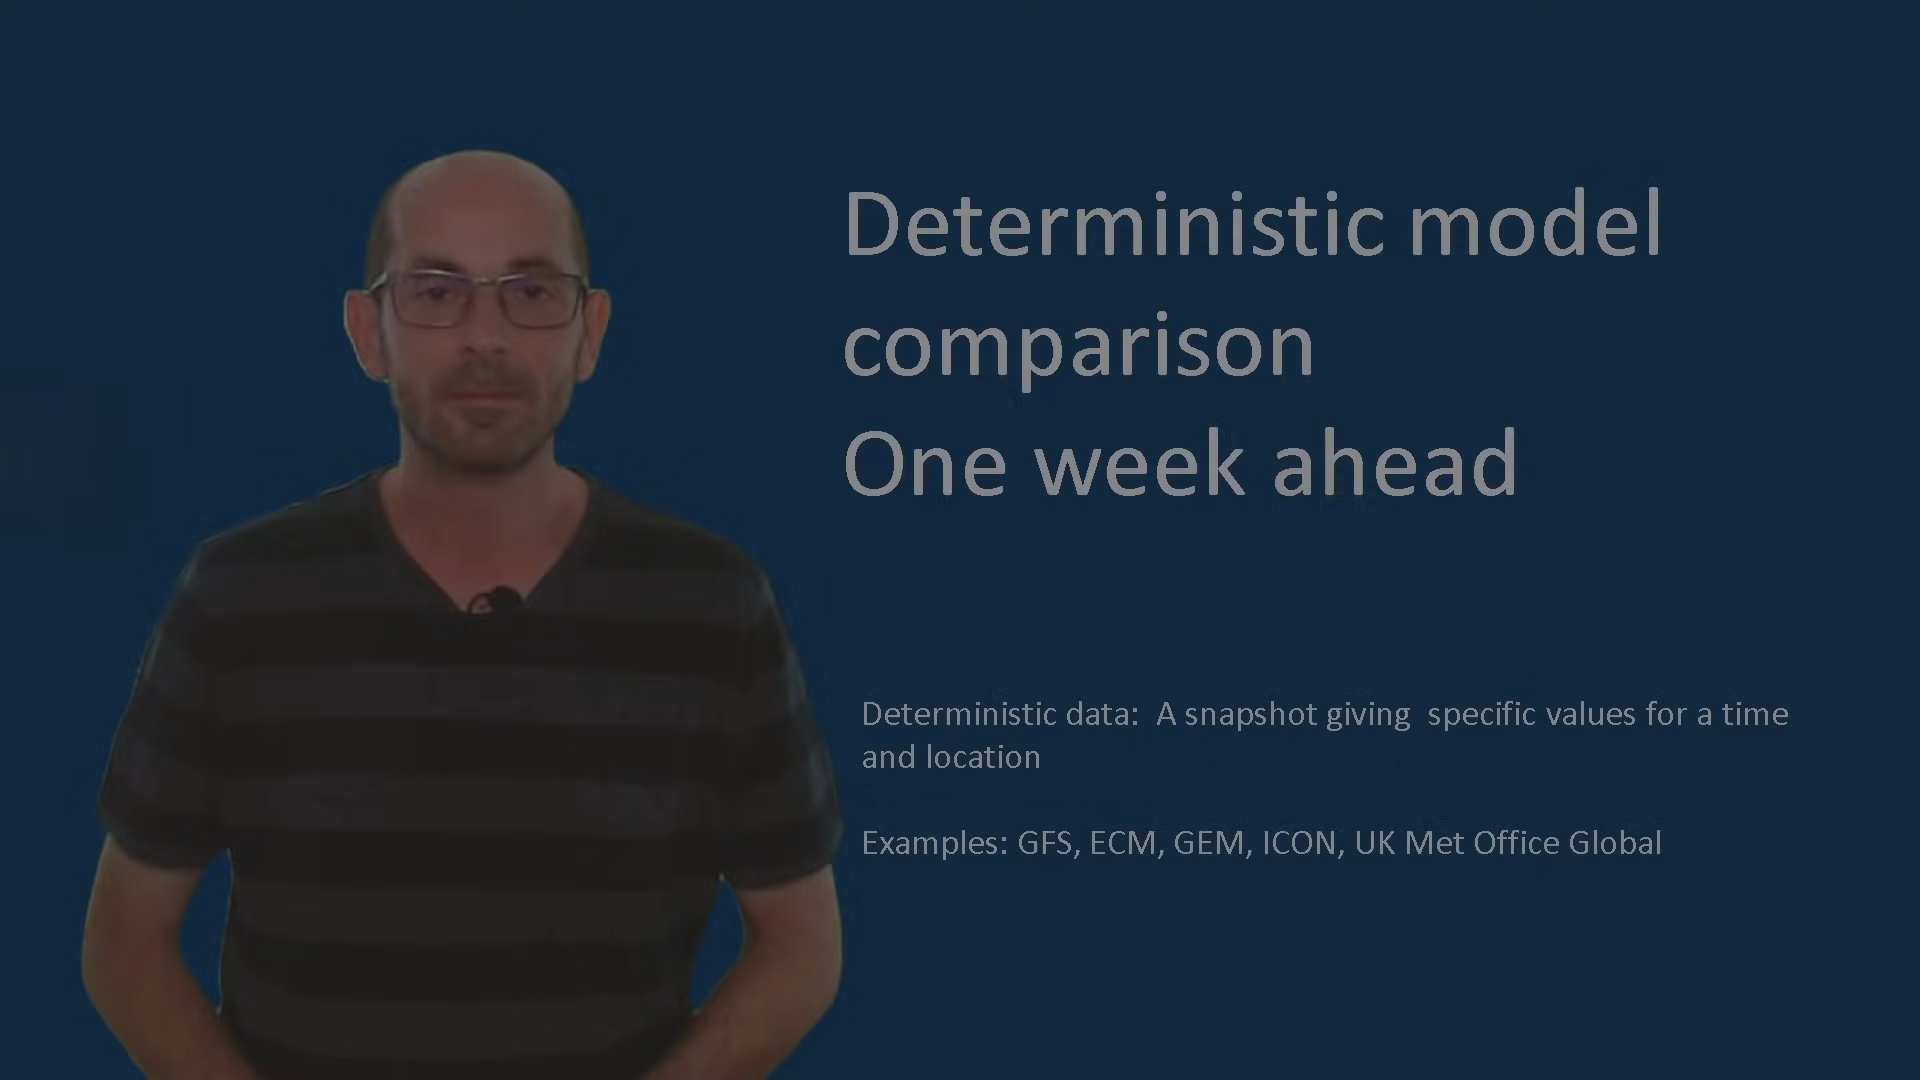 Deterministic model
comparison
One week ahead
Deterministic data:  A snapshot giving  specific values for a time
and location
Examples: GFS, ECM, GEM, ICON, UK Met Office Global